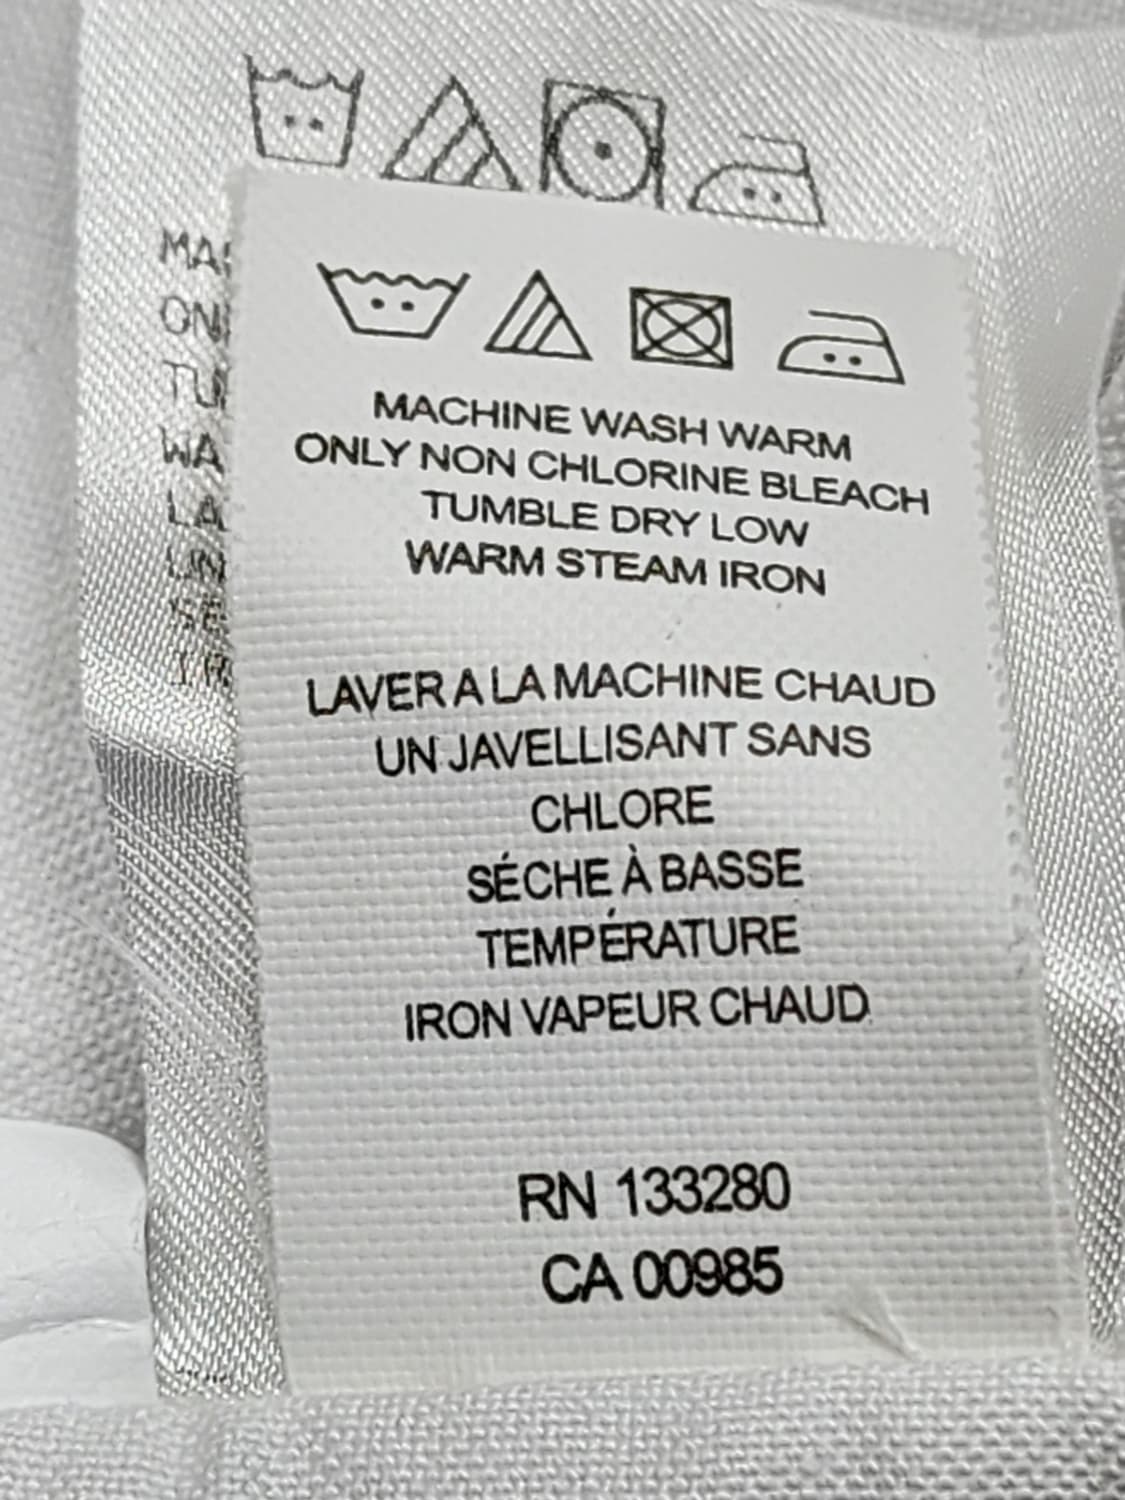 MACHINE WASH WARM
ONLY NON CHLORINE BLEACH
TUMBLE DRY LOW
WARM STEAM IRON
LAVER A LA MACHINE CHAUD
UN JAVELLISANT SANS
CHLORE
SÉCHE À BASSE
TEMPÉRATURE
IRON VAPEUR CHAUD
RN 133280
CA 00985